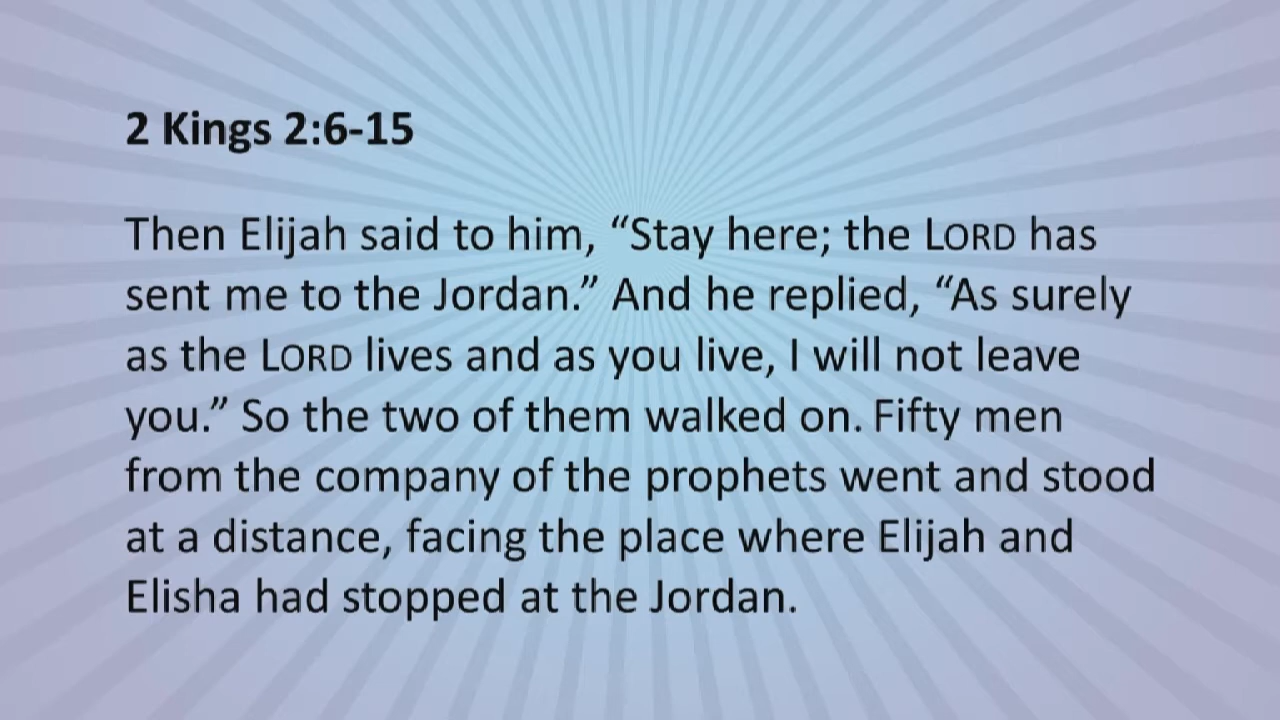 2 Kings 2:6-15
Then Elijah said to him, “Stay here; the LORD has
sent me to the Jordan.” And he replied, “As surely
as the LORD lives and as you live, I will not leave
you.” So the two of them walked on. Fifty men
from the company of the prophets went and stood
at a distance, facing the place where Elijah and
Elisha had stopped at the Jordan.